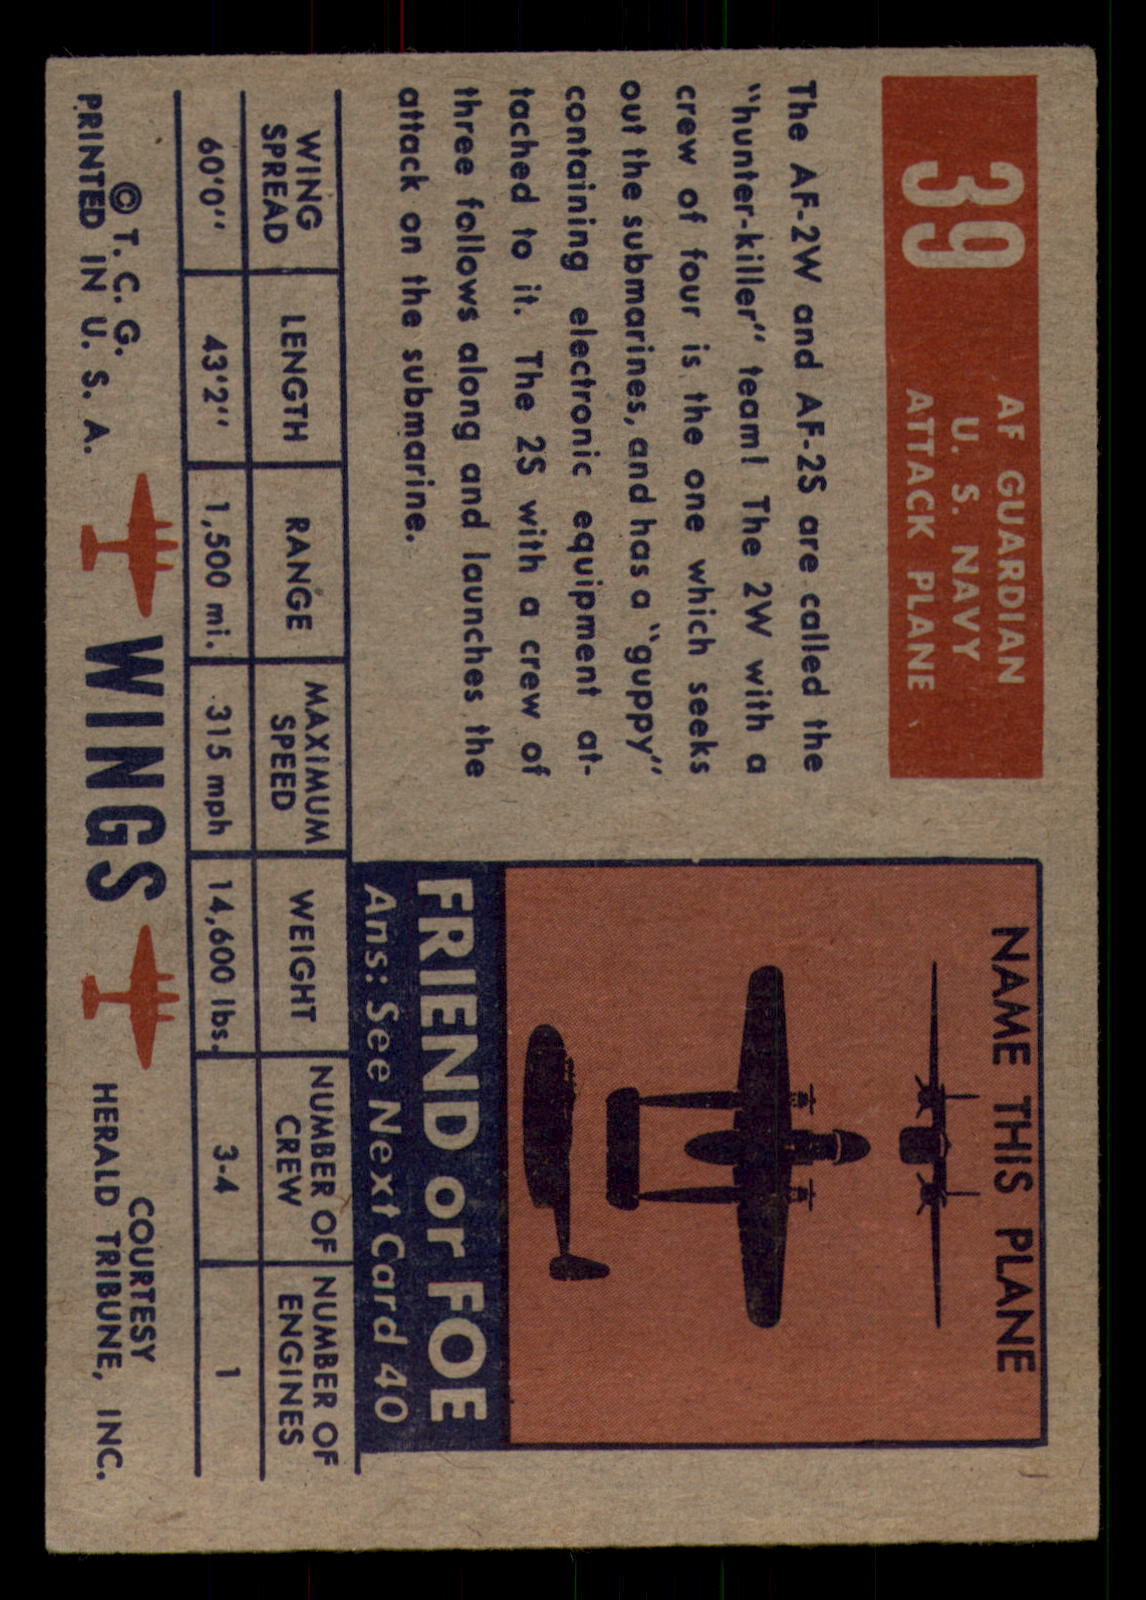 39
AF GUARDIAN
U. S. NAVY
ATTACK PLANE
The AF-2W and AF-2S are called the
"hunter-killer" team! The 2W with a
crew of four is the one which seeks
out the submarines, and has a "guppy"
containing electronic equipment at-
tached to it. The 2S with a crew of
three follows along and launches the
attack on the submarine.
NAME THIS PLANE
FRIEND or FOE
Ans: See Next Card 40
WING SPREAD LENGTH RANGE MAXIMUM SPEED WEIGHT NUMBER OF CREW NUMBER OF ENGINES
60'0" 43'2" 1,500 mi. 315 mph 14,600 lbs. 3-4 1
© T. C. G.
PRINTED IN U. S. A.
WINGS
COURTESY
HERALD TRIBUNE, INC.